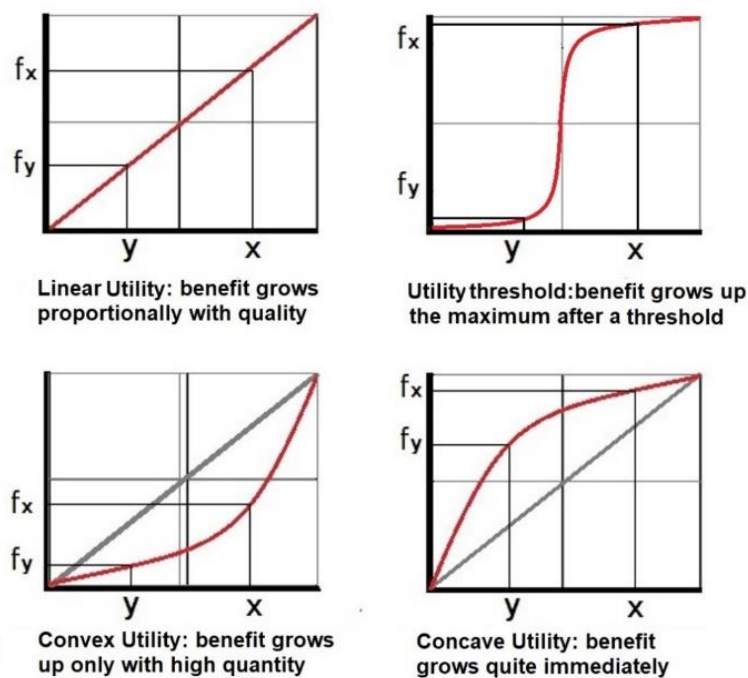 fx
fy
y x
Linear Utility: benefit grows
proportionally with quality
fx
fy
y x
Utility threshold:benefit grows up
the maximum after a threshold
fx
fy
y x
Convex Utility: benefit grows
up only with high quantity
fx
fy
y x
Concave Utility: benefit
grows quite immediately